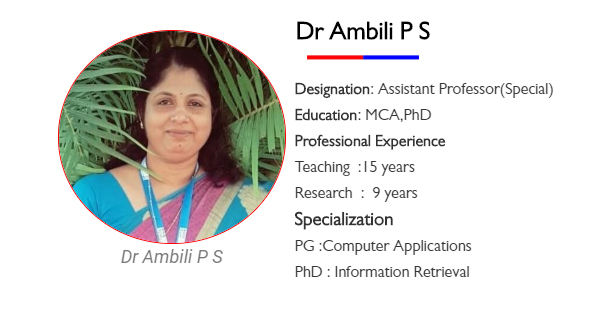 Dr Ambili P S
Designation: Assistant Professor(Special)
Education: MCA,PhD
Professional Experience
Teaching :15 years
Research : 9 years
Specialization
PG :Computer Applications
PhD : Information Retrieval
Dr Ambili P S